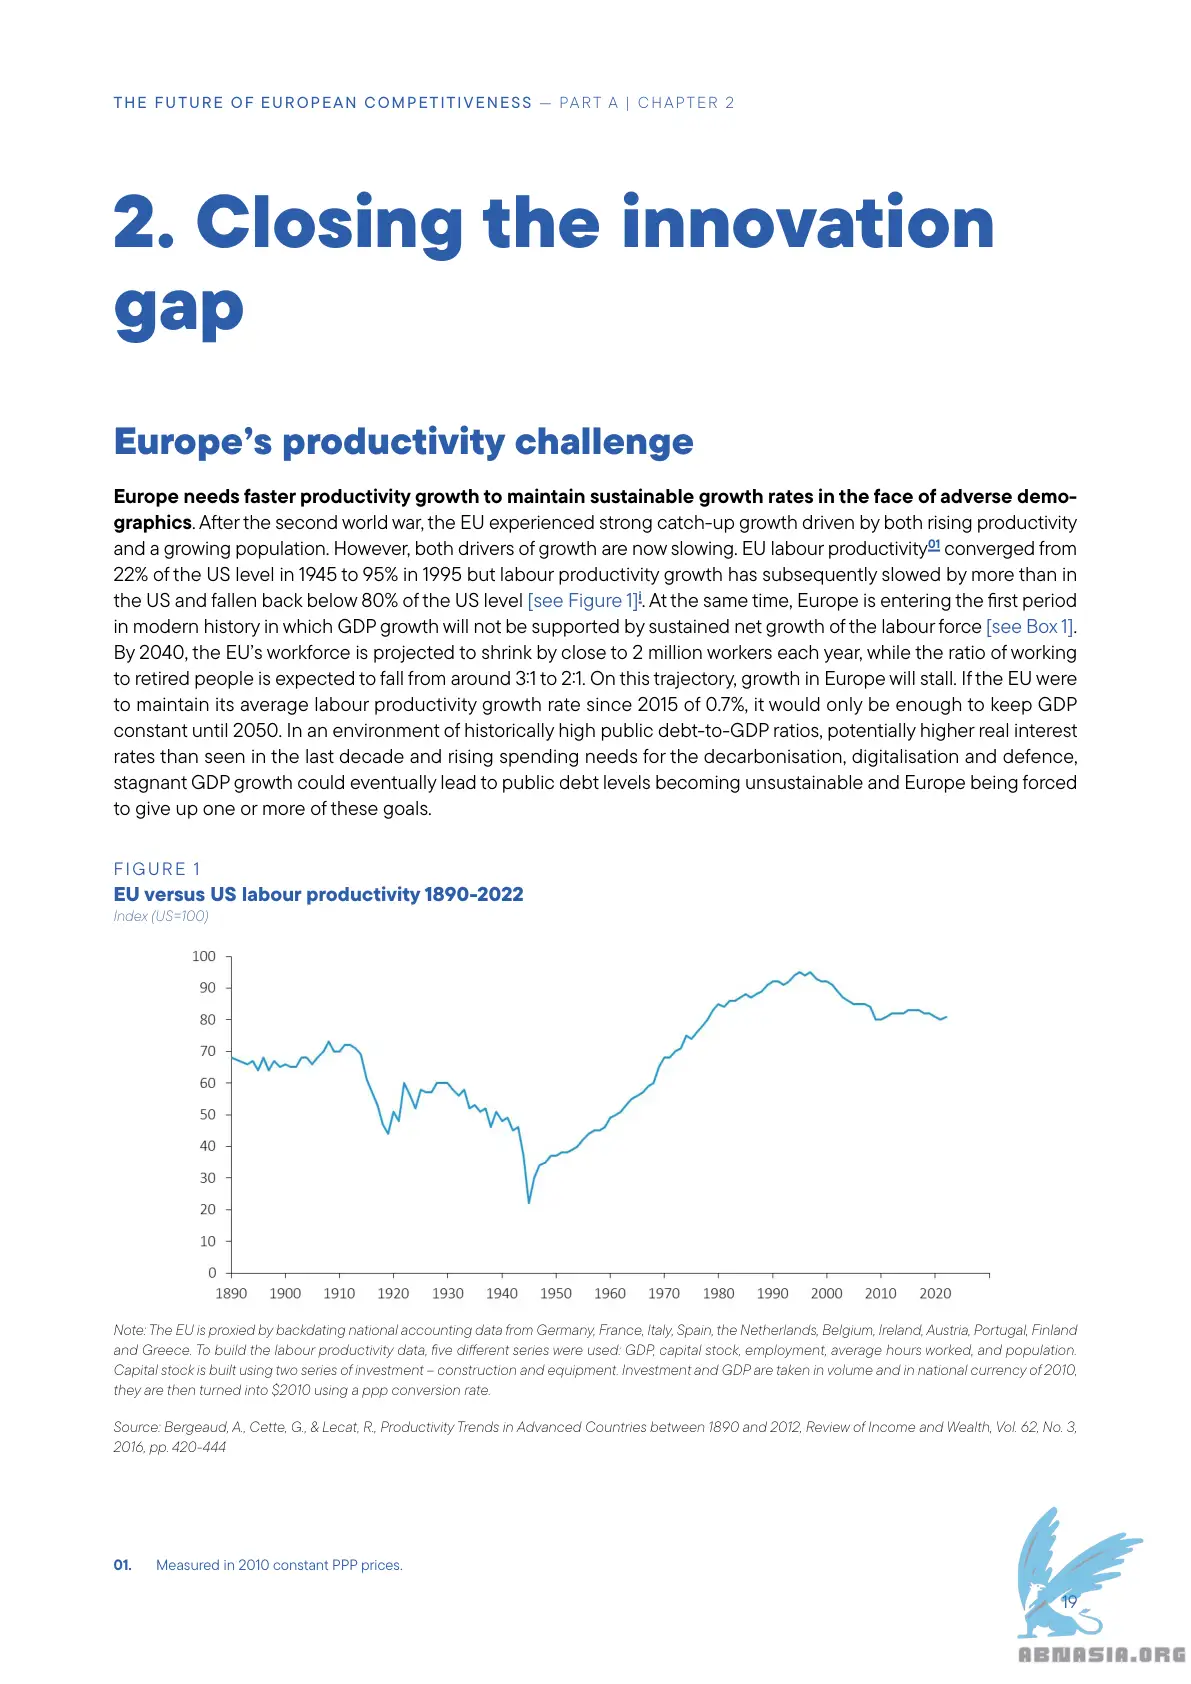 THE FUTURE OF EUROPEAN COMPETITIVENESS — PART A | CHAPTER 2
2. Closing the innovation
gap
Europe’s productivity challenge
Europe needs faster productivity growth to maintain sustainable growth rates in the face of adverse demo-
graphics. After the second world war, the EU experienced strong catch-up growth driven by both rising productivity
and a growing population. However, both drivers of growth are now slowing. EU labour productivity01 converged from
22% of the US level in 1945 to 95% in 1995 but labour productivity growth has subsequently slowed by more than in
the US and fallen back below 80% of the US level [see Figure 1]i. At the same time, Europe is entering the first period
in modern history in which GDP growth will not be supported by sustained net growth of the labour force [see Box 1].
By 2040, the EU’s workforce is projected to shrink by close to 2 million workers each year, while the ratio of working
to retired people is expected to fall from around 3:1 to 2:1. On this trajectory, growth in Europe will stall. If the EU were
to maintain its average labour productivity growth rate since 2015 of 0.7%, it would only be enough to keep GDP
constant until 2050. In an environment of historically high public debt-to-GDP ratios, potentially higher real interest
rates than seen in the last decade and rising spending needs for the decarbonisation, digitalisation and defence,
stagnant GDP growth could eventually lead to public debt levels becoming unsustainable and Europe being forced
to give up one or more of these goals.
FIGURE 1
EU versus US labour productivity 1890-2022
Index (US=100)
100
90
80
70
60
50
40
30
20
10
0
1890 1900 1910 1920 1930 1940 1950 1960 1970 1980 1990 2000 2010 2020
Note: The EU is proxied by backdating national accounting data from Germany, France, Italy, Spain, the Netherlands, Belgium, Ireland, Austria, Portugal, Finland
and Greece. To build the labour productivity data, five different series were used: GDP, capital stock, employment, average hours worked, and population.
Capital stock is built using two series of investment – construction and equipment. Investment and GDP are taken in volume and in national currency of 2010,
they are then turned into $2010 using a ppp conversion rate.
Source: Bergeaud, A., Cette, G., & Lecat, R., Productivity Trends in Advanced Countries between 1890 and 2012, Review of Income and Wealth, Vol. 62, No. 3,
2016, pp. 420-444
01. Measured in 2010 constant PPP prices.
19
ABNASIA.ORG